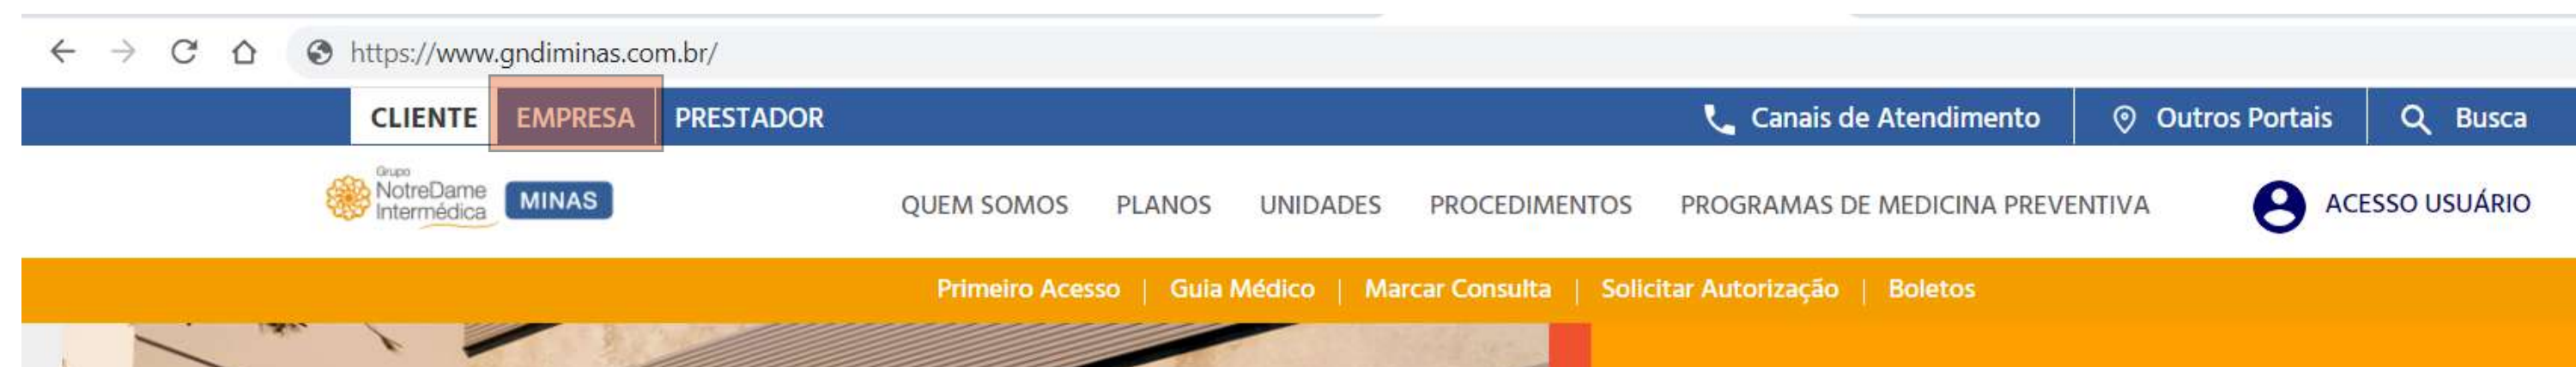 https://www.gndiminas.com.br/
CLIENTE EMPRESA PRESTADOR Canais de Atendimento Outros Portais Busca
Grupo
NotreDame
Intermédica MINAS
QUEM SOMOS PLANOS UNIDADES PROCEDIMENTOS PROGRAMAS DE MEDICINA PREVENTIVA ACESSO USUÁRIO
Primeiro Acesso | Guia Médico | Marcar Consulta | Solicitar Autorização | Boletos